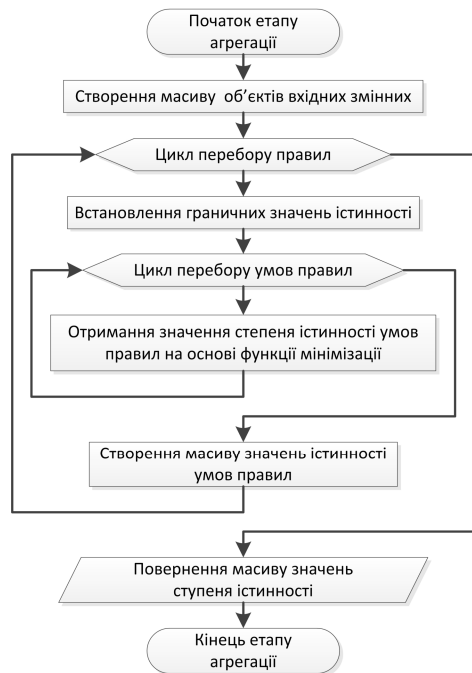 Початок етапу
агрегації
Створення масиву об'єктів вхідних змінних
Цикл перебору правил
Встановлення граничних значень істинності
Цикл перебору умов правил
Отримання значення степеня істинності умов
правил на основі функції мінімізації
Створення масиву значень істинності
умов правил
Повернення масиву значень
ступеня істинності
Кінець етапу
агрегації